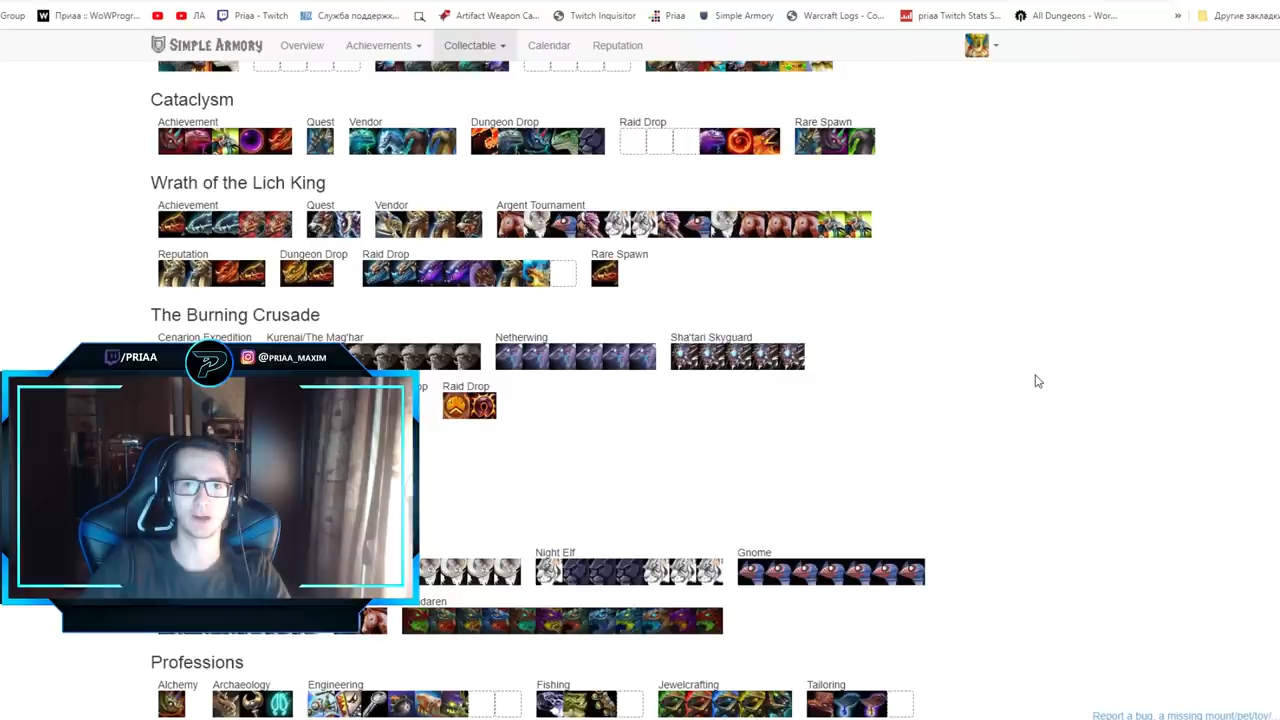 Group
Приаа :: WoWProgr...
ЛА
Priaa - Twitch
Служба поддержк...
Artifact Weapon Ca...
Twitch Inquisitor
Priaa
Simple Armory
Warcraft Logs - Co...
priaa Twitch Stats S...
All Dungeons - Wor...
»
Другие закладк
SIMPLE ARMORY
Overview
Achievements
Collectable
Calendar
Reputation
Cataclysm
Achievement
Quest
Vendor
Dungeon Drop
Raid Drop
Rare Spawn
Wrath of the Lich King
Achievement
Quest
Vendor
Argent Tournament
Reputation
Dungeon Drop
Raid Drop
Rare Spawn
The Burning Crusade
Cenarion Expedition
Kurenai/The Mag'har
Netherwing
Sha'tari Skyguard
/PRIAA
@PRIAA_MAXIM
op
Raid Drop
Night Elf
Gnome
daren
Professions
Alchemy
Archaeology
Engineering
Fishing
Jewelcrafting
Tailoring
Report a bug, a missing mount/pet/toy/